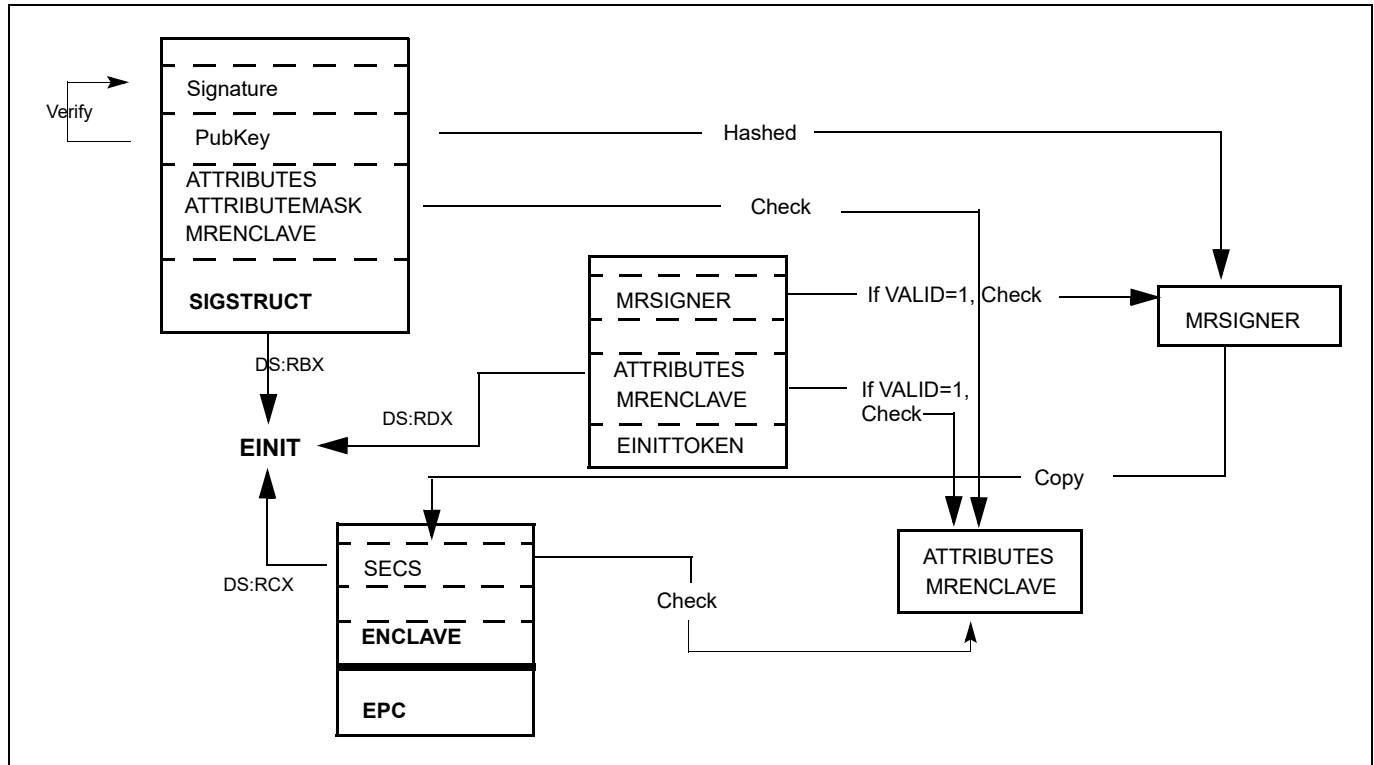 Signature
Verify
PubKey
Hashed
ATTRIBUTES
ATTRIBUTEMASK
MRENCLAVE
Check
SIGSTRUCT
MRSIGNER
If VALID=1, Check
MRSIGNER
DS:RBX
ATTRIBUTES
MRENCLAVE
If VALID=1,
Check
DS:RDX
EINIT
EINITTOKEN
Copy
SECS
DS:RCX
Check
ATTRIBUTES
MRENCLAVE
ENCLAVE
EPC